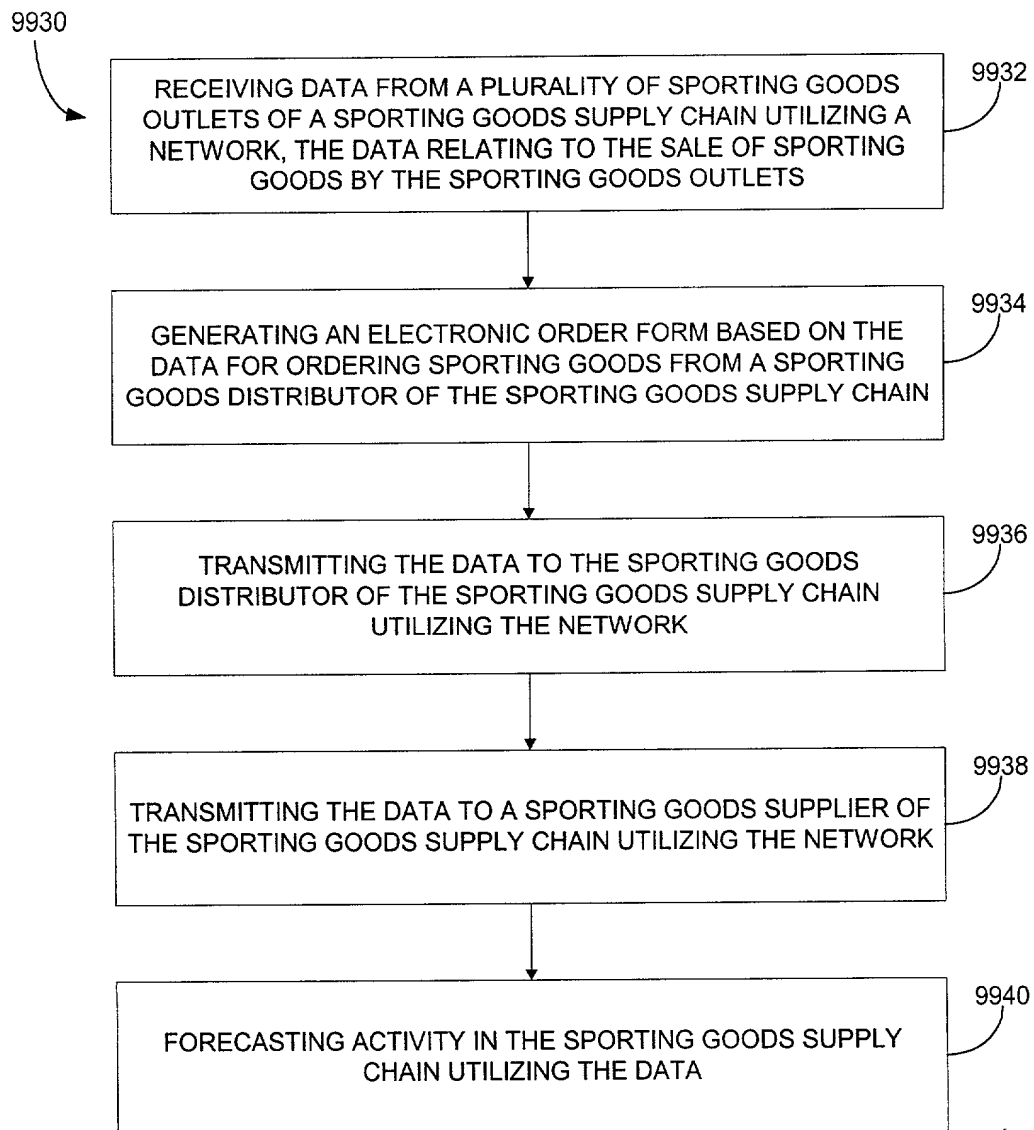 9930
9932
RECEIVING DATA FROM A PLURALITY OF SPORTING GOODS
OUTLETS OF A SPORTING GOODS SUPPLY CHAIN UTILIZING A
NETWORK, THE DATA RELATING TO THE SALE OF SPORTING
GOODS BY THE SPORTING GOODS OUTLETS
9934
GENERATING AN ELECTRONIC ORDER FORM BASED ON THE
DATA FOR ORDERING SPORTING GOODS FROM A SPORTING
GOODS DISTRIBUTOR OF THE SPORTING GOODS SUPPLY CHAIN
9936
TRANSMITTING THE DATA TO THE SPORTING GOODS
DISTRIBUTOR OF THE SPORTING GOODS SUPPLY CHAIN
UTILIZING THE NETWORK
9938
TRANSMITTING THE DATA TO A SPORTING GOODS SUPPLIER OF
THE SPORTING GOODS SUPPLY CHAIN UTILIZING THE NETWORK
9940
FORECASTING ACTIVITY IN THE SPORTING GOODS SUPPLY
CHAIN UTILIZING THE DATA